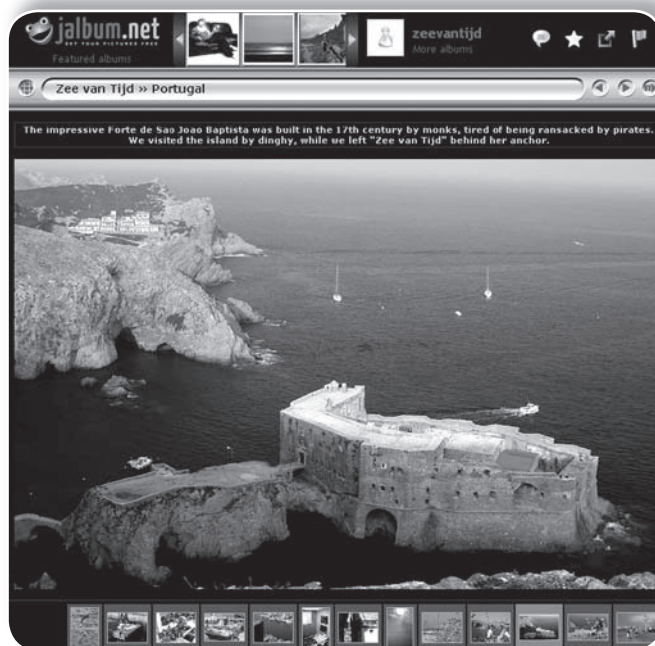 jalbum.net
SET YOUR PICTURES FREE
Featured albums
zeevantijd
More albums
Zee van Tijd » Portugal
The impressive Forte de Sao Joao Baptista was built in the 17th century by monks, tired of being ransacked by pirates.
We visited the island by dinghy, while we left "Zee van Tijd" behind her anchor.